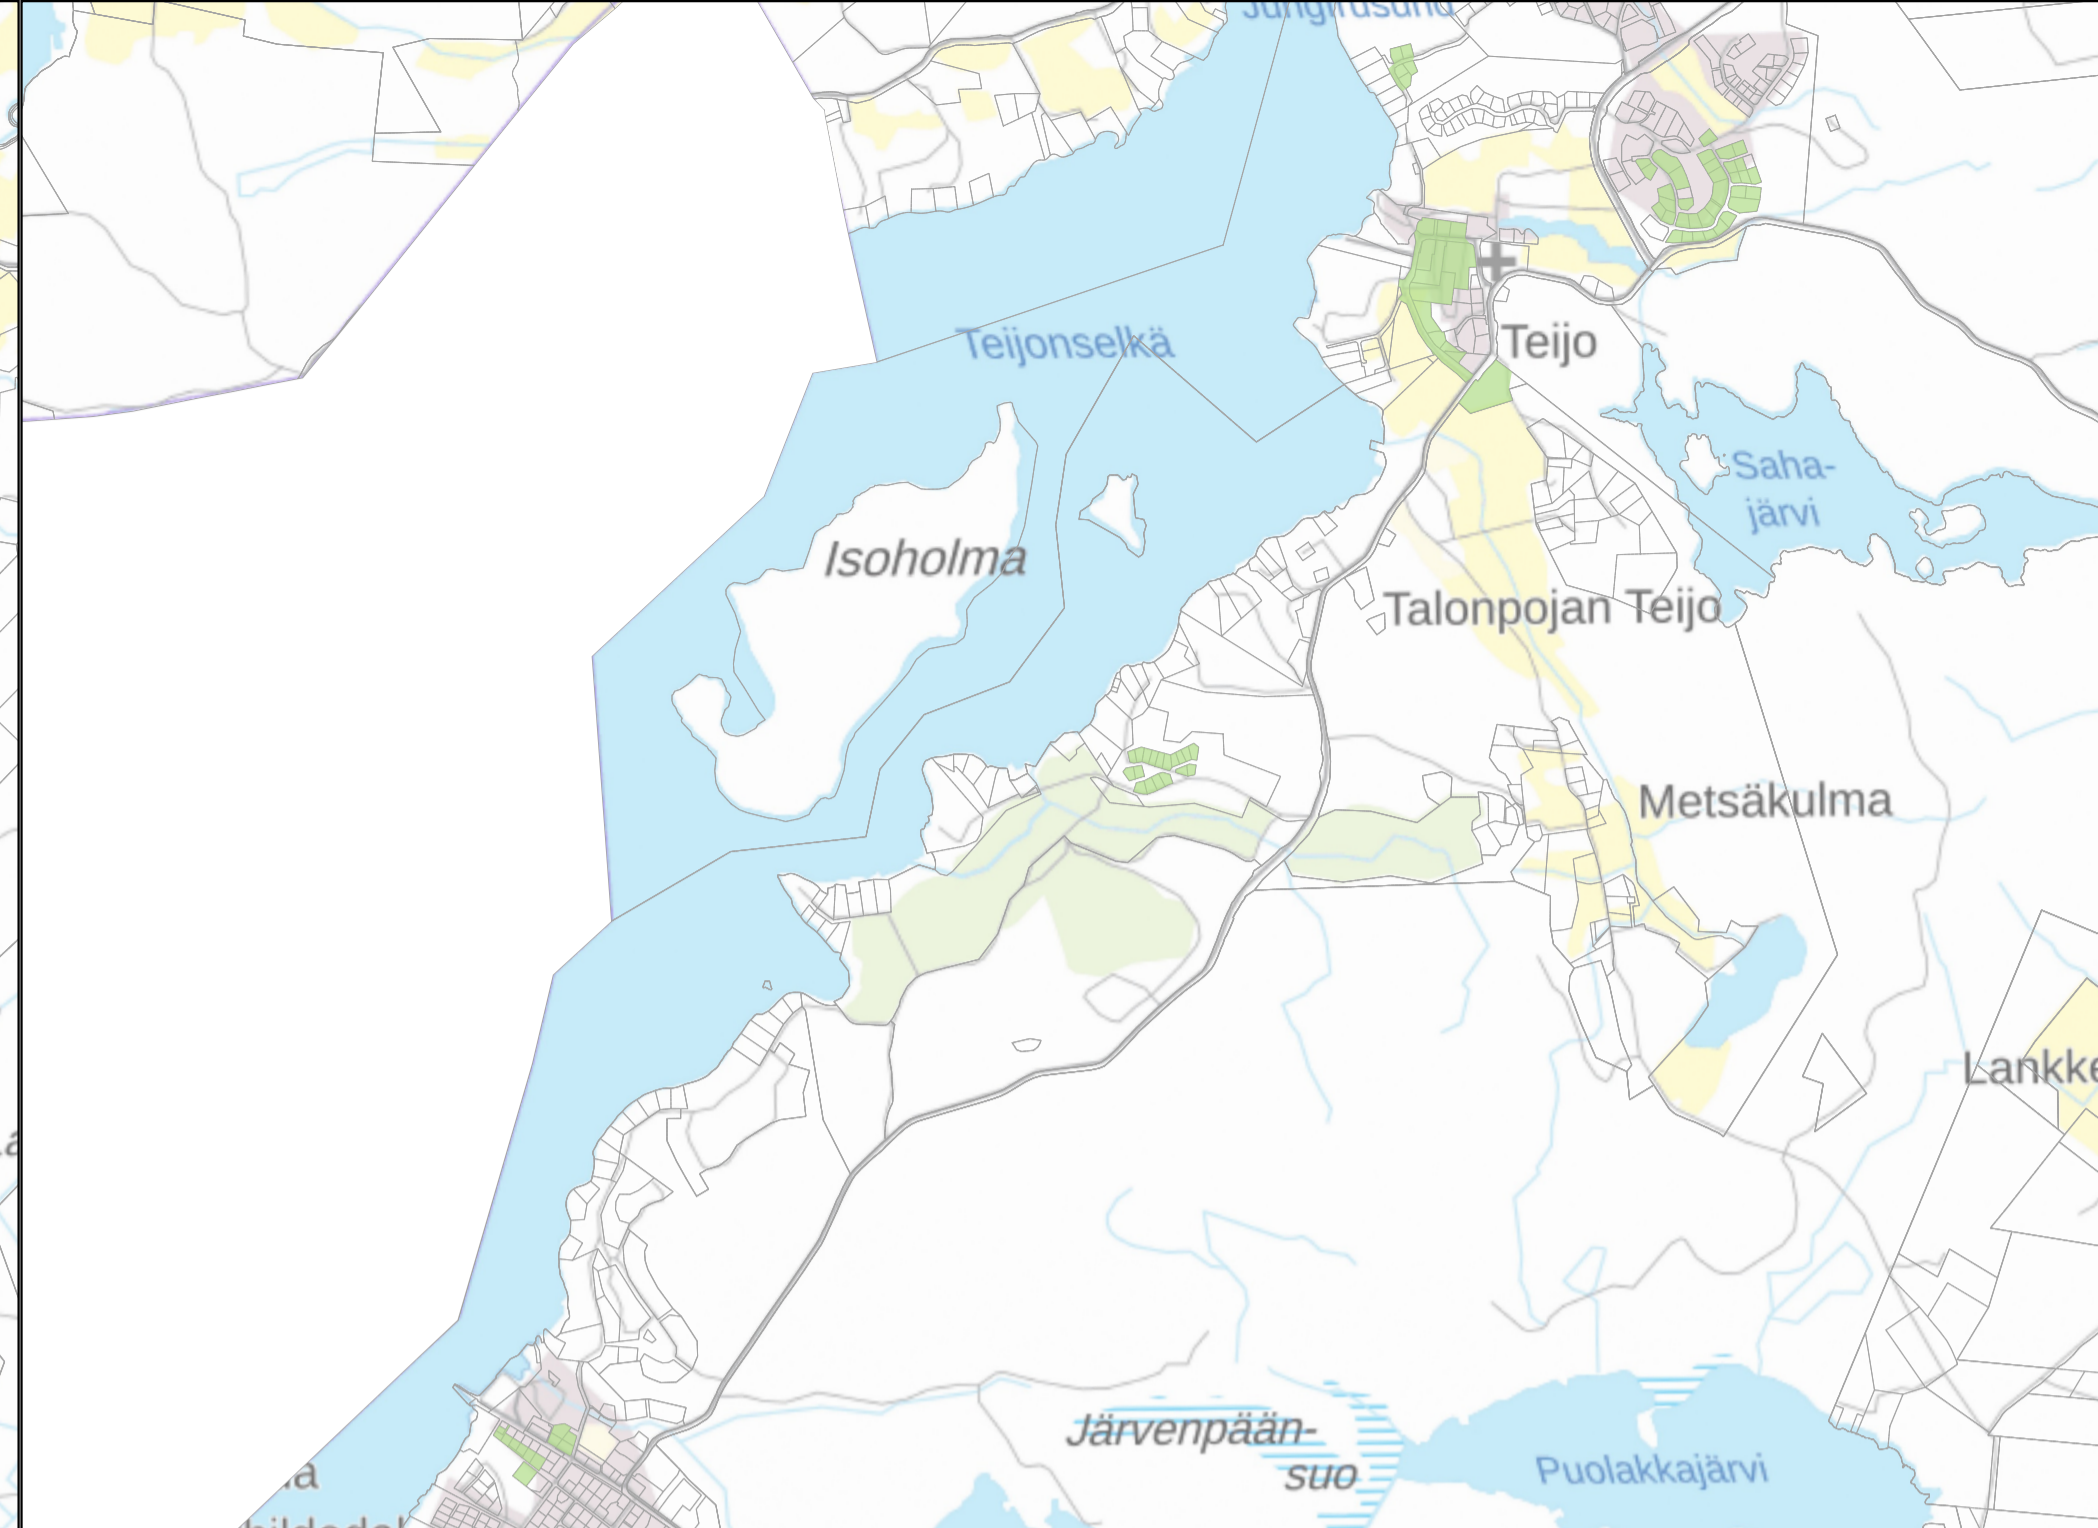 Teijonselkä
Teijo
Saha-
järvi
Isoholma
Talonpojan Teijo
Metsäkulma
Järvenpään-
suo
Puolakkajärvi